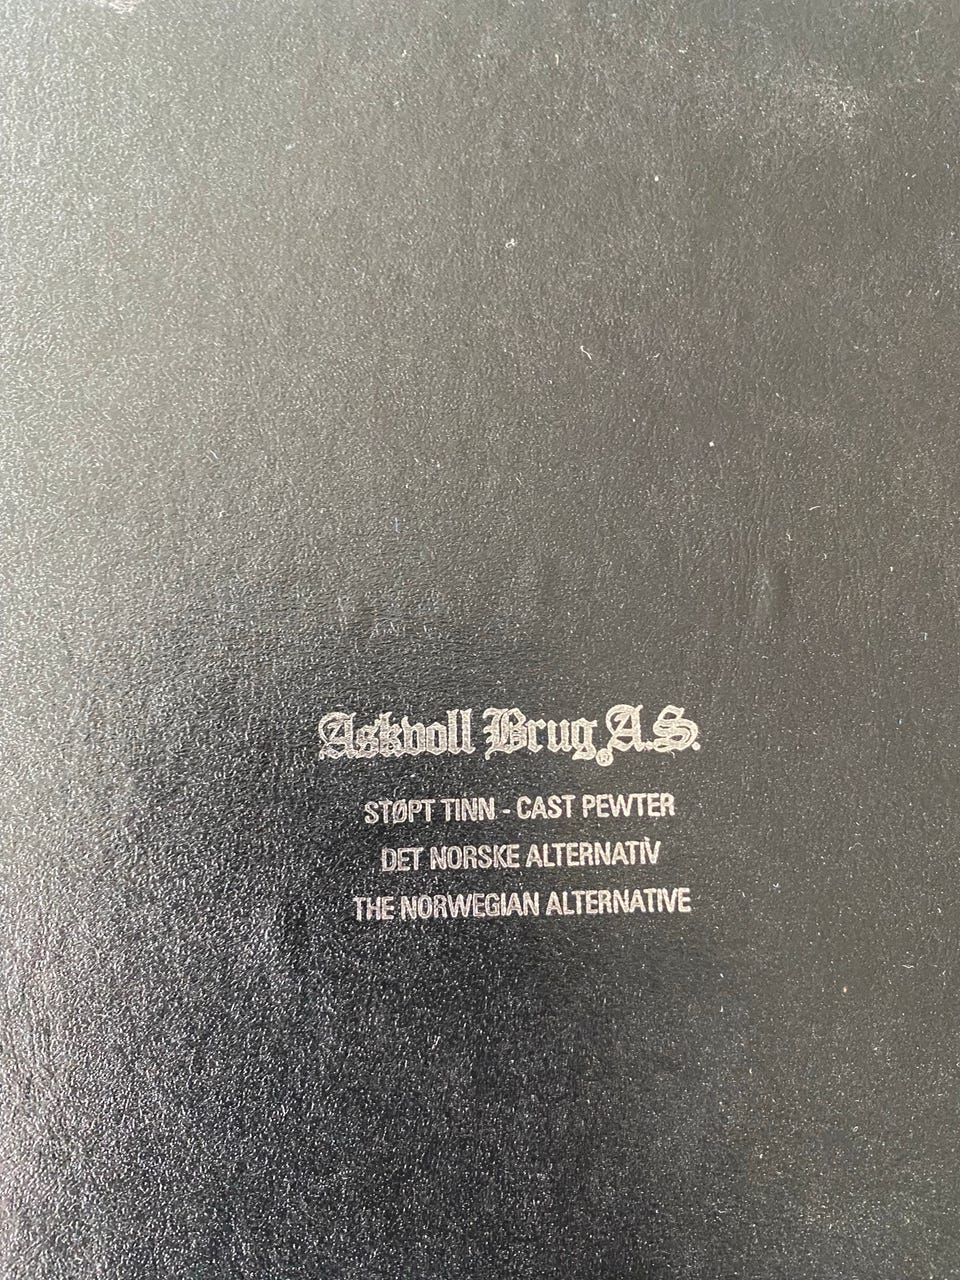 Askvoll Brug A.S.
®
STØPT TINN - CAST PEWTER
DET NORSKE ALTERNATIV
THE NORWEGIAN ALTERNATIVE